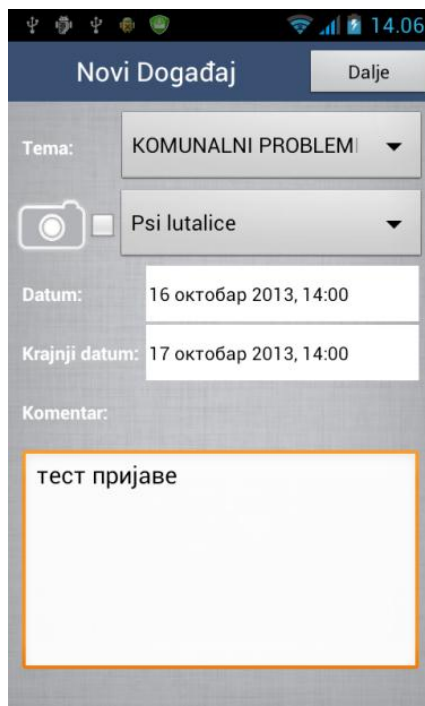 14.06
Novi Događaj Dalje
Tema: KOMUNALNI PROBLEMI
Psi lutalice
Datum: 16 октобар 2013, 14:00
Krajnji datum: 17 октобар 2013, 14:00
Komentar:
тест пријаве